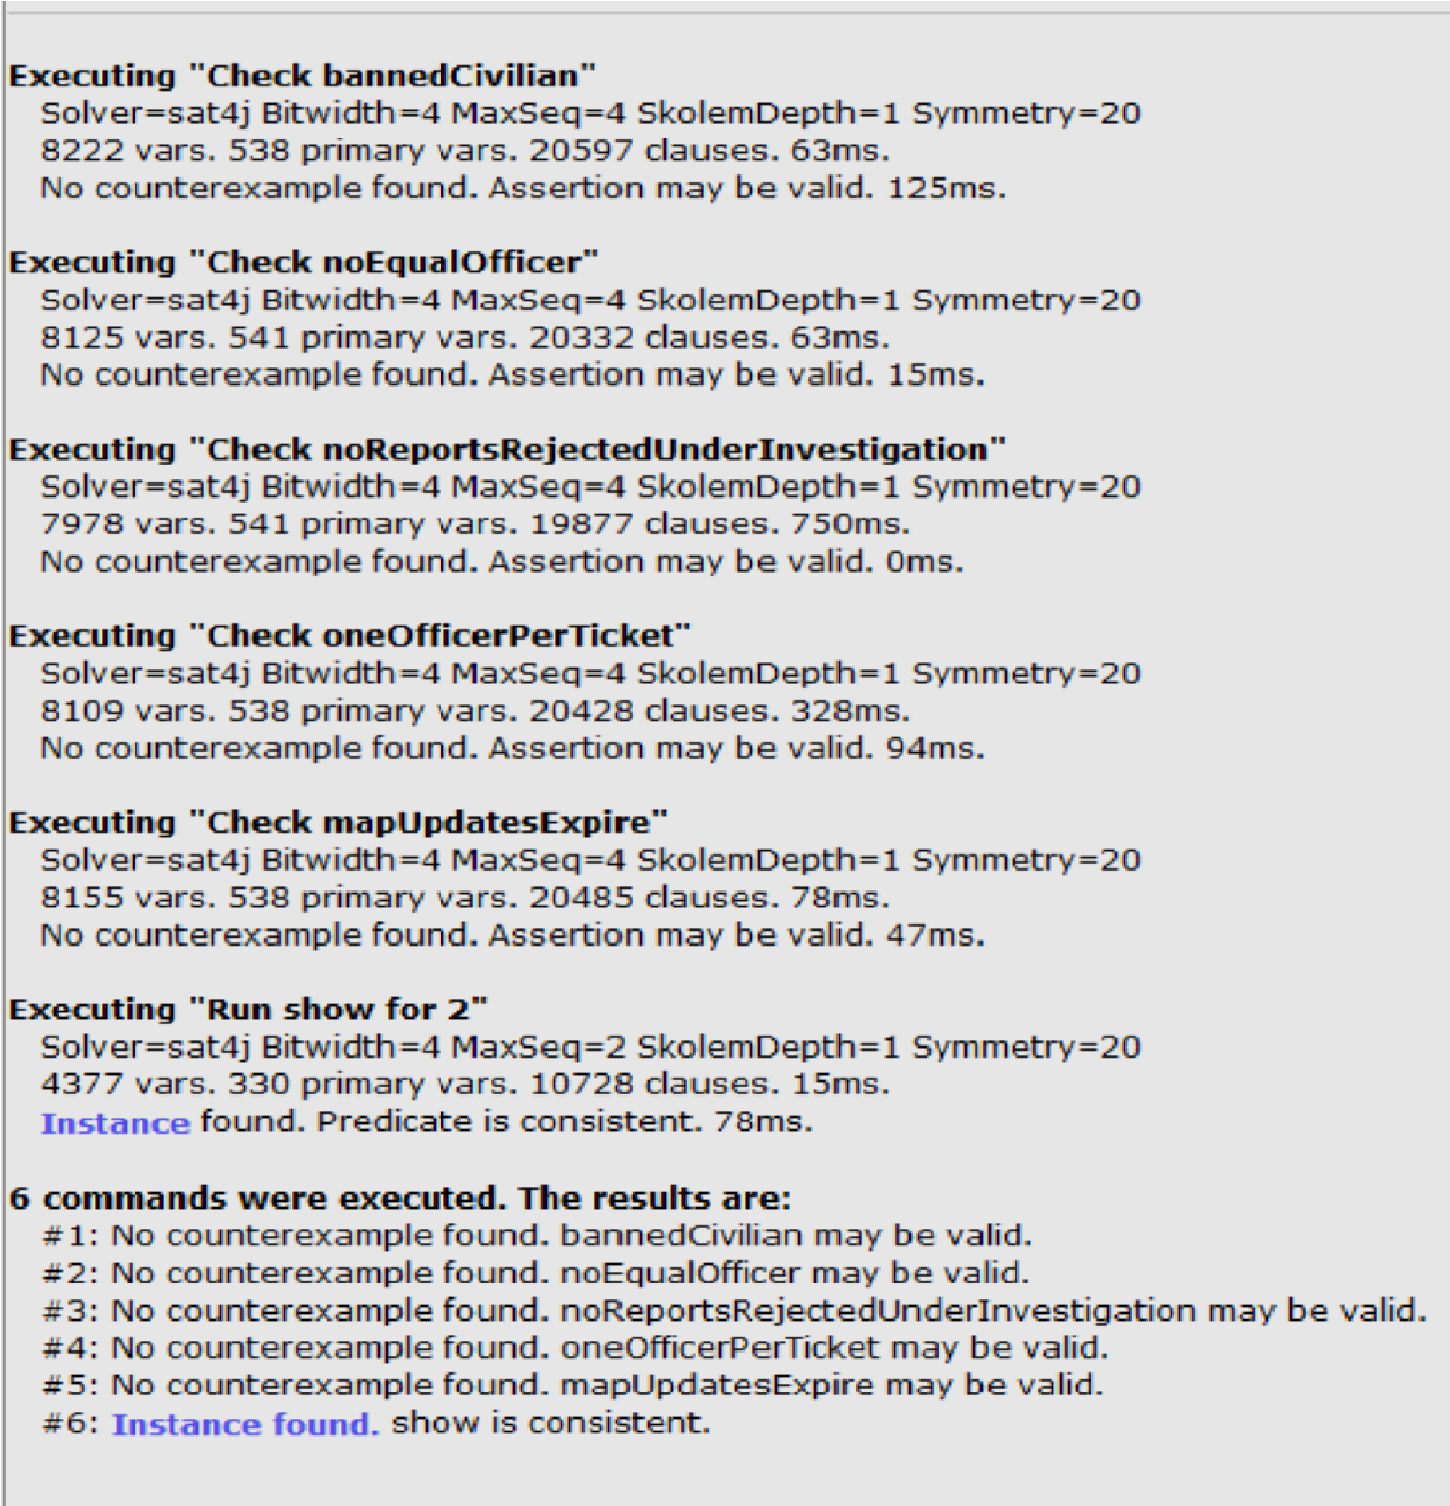 Executing "Check bannedCivilian"
Solver=sat4j Bitwidth=4 MaxSeq=4 SkolemDepth=1 Symmetry=20
8222 vars. 538 primary vars. 20597 clauses. 63ms.
No counterexample found. Assertion may be valid. 125ms.
Executing "Check noEqualOfficer"
Solver=sat4j Bitwidth=4 MaxSeq=4 SkolemDepth=1 Symmetry=20
8125 vars. 541 primary vars. 20332 clauses. 63ms.
No counterexample found. Assertion may be valid. 15ms.
Executing "Check noReportsRejectedUnderInvestigation"
Solver=sat4j Bitwidth=4 MaxSeq=4 SkolemDepth=1 Symmetry=20
7978 vars. 541 primary vars. 19877 clauses. 750ms.
No counterexample found. Assertion may be valid. 0ms.
Executing "Check oneOfficerPerTicket"
Solver=sat4j Bitwidth=4 MaxSeq=4 SkolemDepth=1 Symmetry=20
8109 vars. 538 primary vars. 20428 clauses. 328ms.
No counterexample found. Assertion may be valid. 94ms.
Executing "Check mapUpdatesExpire"
Solver=sat4j Bitwidth=4 MaxSeq=4 SkolemDepth=1 Symmetry=20
8155 vars. 538 primary vars. 20485 clauses. 78ms.
No counterexample found. Assertion may be valid. 47ms.
Executing "Run show for 2"
Solver=sat4j Bitwidth=4 MaxSeq=2 SkolemDepth=1 Symmetry=20
4377 vars. 330 primary vars. 10728 clauses. 15ms.
Instance found. Predicate is consistent. 78ms.
6 commands were executed. The results are:
#1: No counterexample found. bannedCivilian may be valid.
#2: No counterexample found. noEqualOfficer may be valid.
#3: No counterexample found. noReportsRejectedUnderInvestigation may be valid.
#4: No counterexample found. oneOfficerPerTicket may be valid.
#5: No counterexample found. mapUpdatesExpire may be valid.
#6: Instance found. show is consistent.